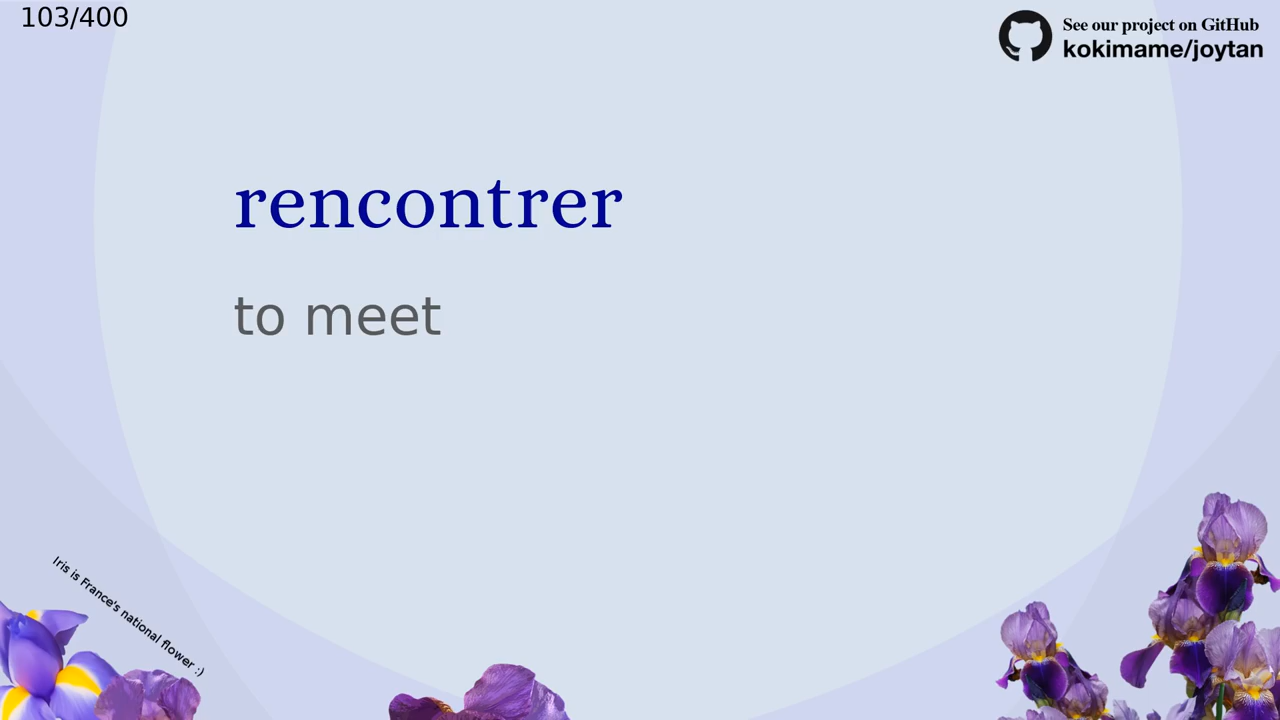 103/400
See our project on GitHub
kokimame/joytan
rencontrer
to meet
Iris is France's national flower :)